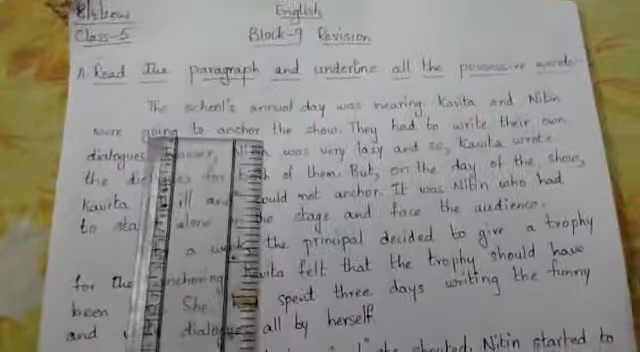 English
Class-5 Block-9 Revision
1. Read the paragraph and underline all the possessive words.
The school's annual day was nearing. Kavita and Nitin
were going to anchor the show. They had to write their own
dialogues. was very lazy and so, Kavita wrote
the of them. But, on the day of the show,
Kavita ill could not anchor. It was Nitin who had
to alone the stage and face the audience.
a the principal decided to give a trophy
for the Kavita felt that the trophy should have
been She spent three days writing the funny
and all by herself.
she shouted. Nitin started to